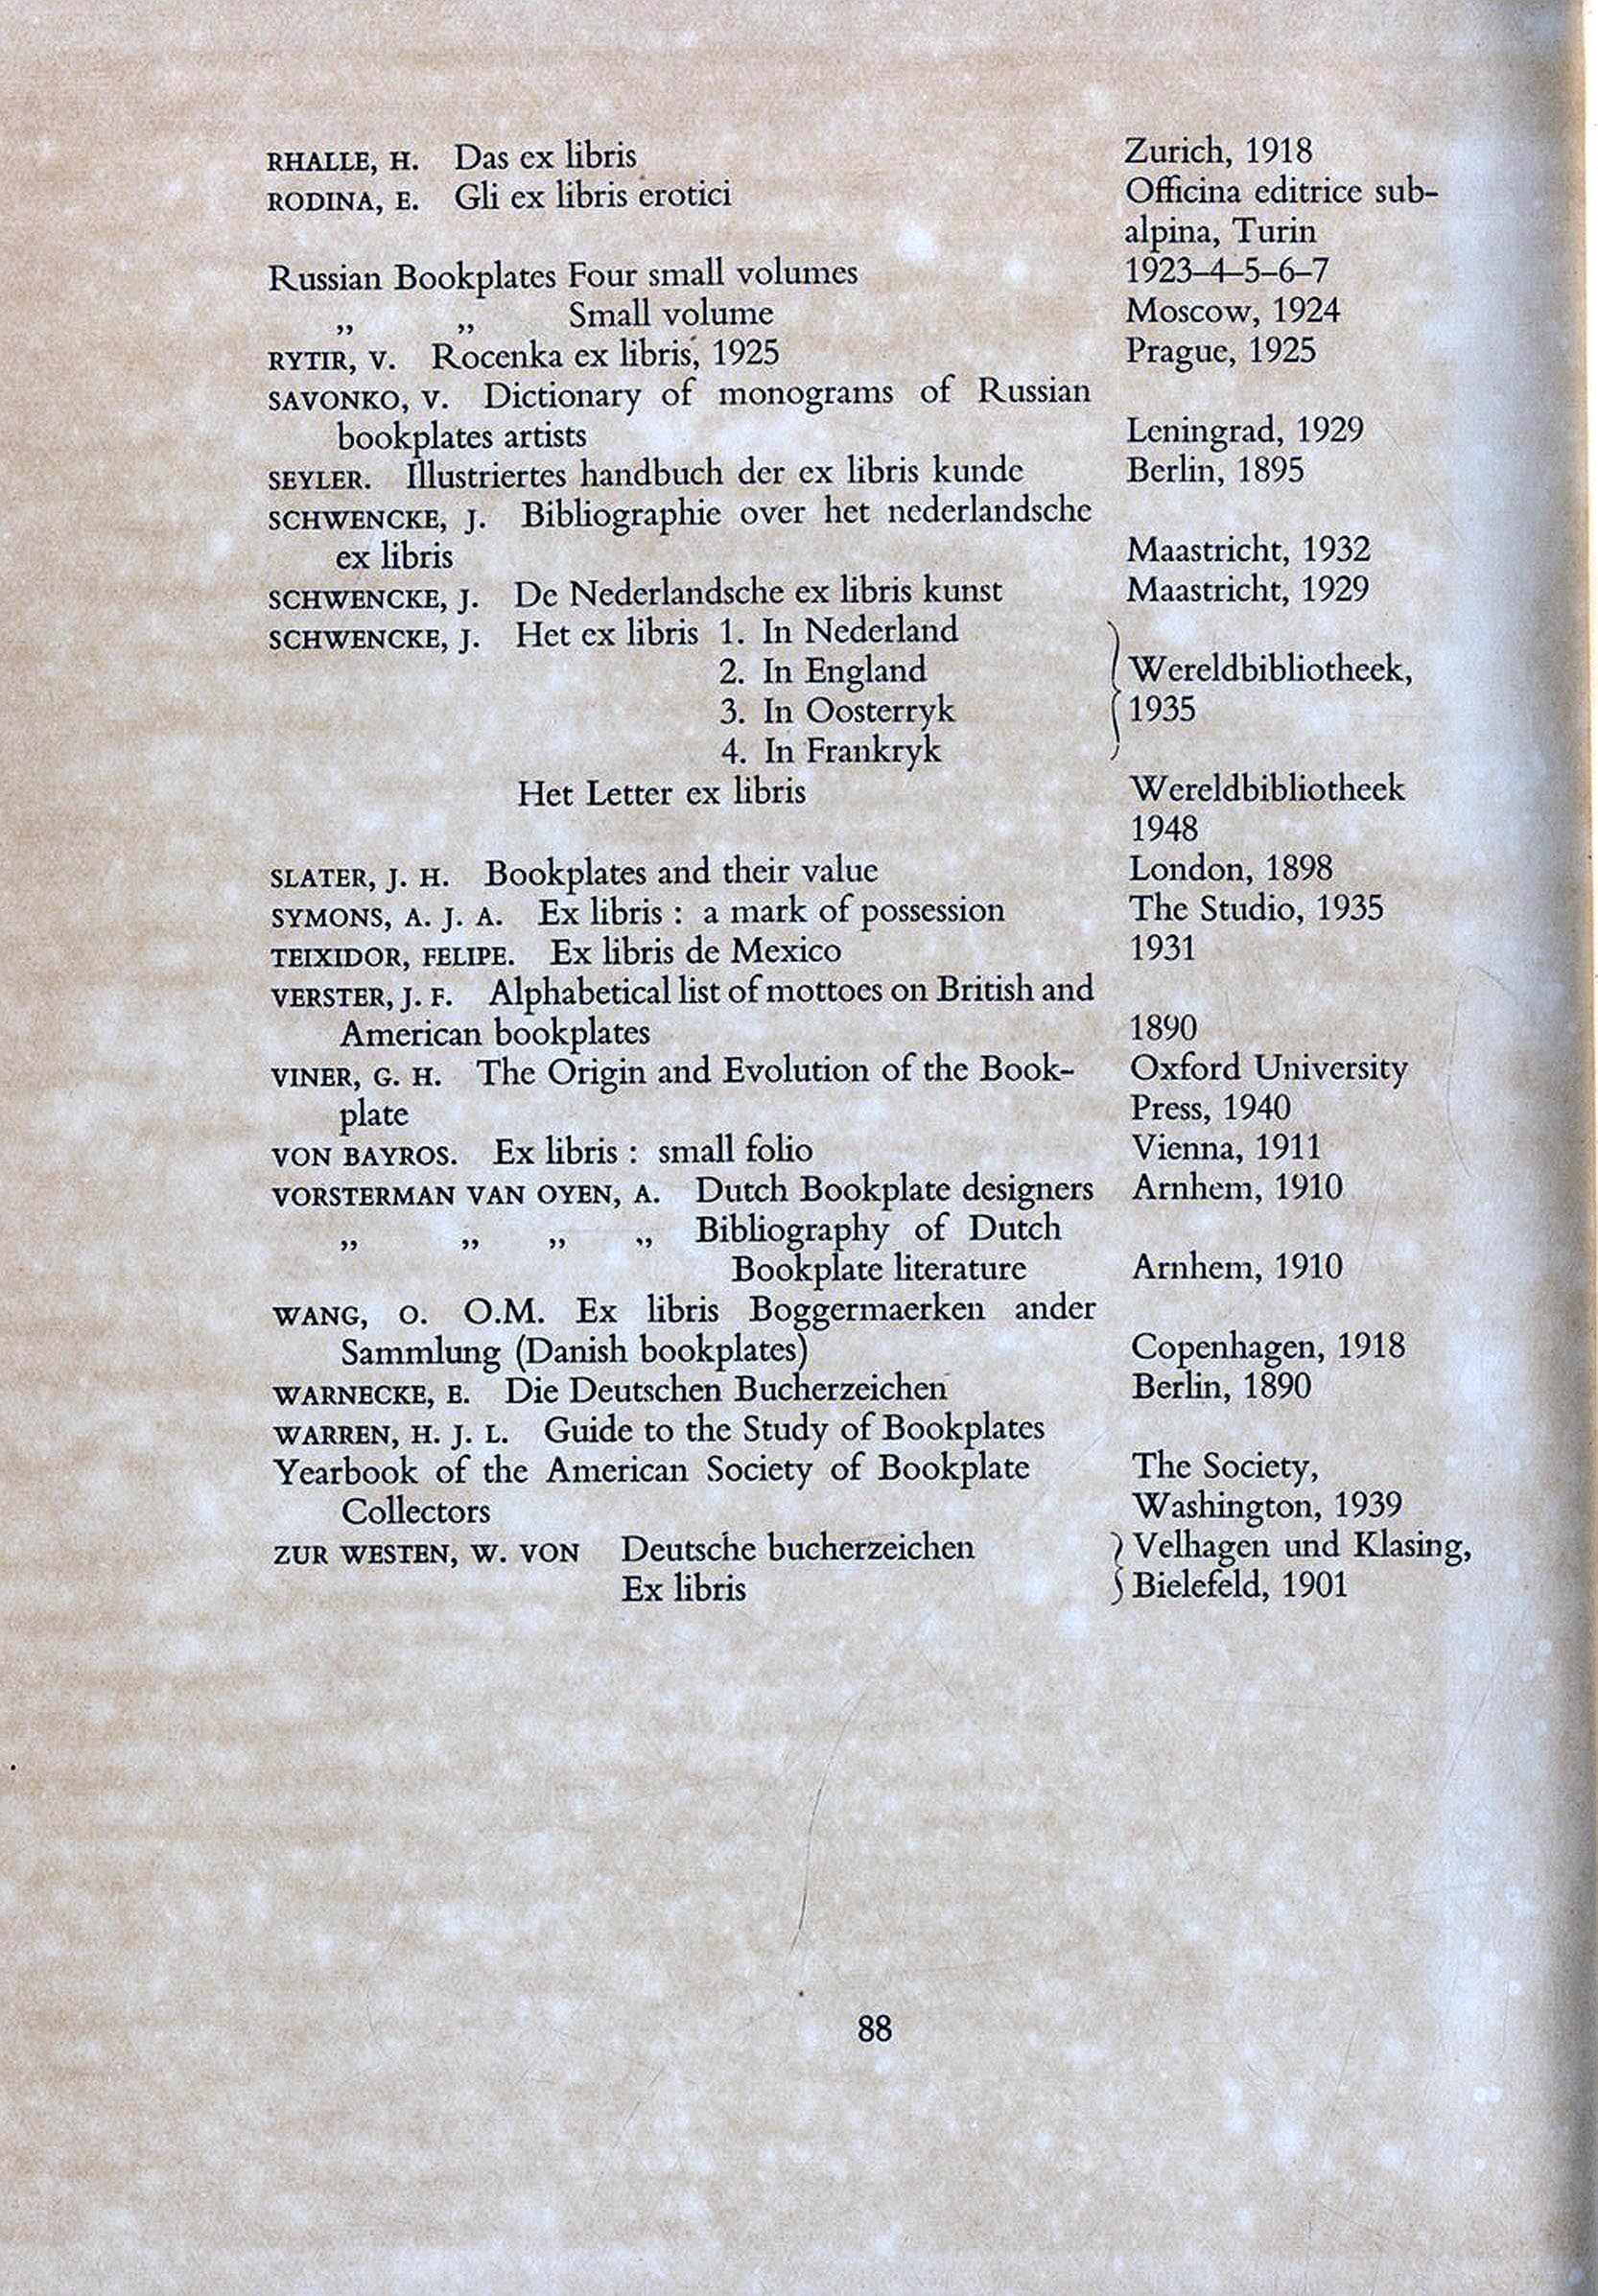 RHALLE, H. Das ex libris Zurich, 1918
RODINA, E. Gli ex libris erotici Officina editrice sub-
alpina, Turin
Russian Bookplates Four small volumes 1923–4–5–6–7
„ „ Small volume Moscow, 1924
RYTIR, V. Rocenka ex libris, 1925 Prague, 1925
SAVONKO, V. Dictionary of monograms of Russian
bookplates artists Leningrad, 1929
SEYLER. Illustriertes handbuch der ex libris kunde Berlin, 1895
SCHWENCKE, J. Bibliographie over het nederlandsche
ex libris Maastricht, 1932
SCHWENCKE, J. De Nederlandsche ex libris kunst Maastricht, 1929
SCHWENCKE, J. Het ex libris 1. In Nederland
2. In England Wereldbibliotheek,
3. In Oosterryk 1935
4. In Frankryk
Het Letter ex libris Wereldbibliotheek
1948
SLATER, J. H. Bookplates and their value London, 1898
SYMONS, A. J. A. Ex libris : a mark of possession The Studio, 1935
TEIXIDOR, FELIPE. Ex libris de Mexico 1931
VERSTER, J. F. Alphabetical list of mottoes on British and
American bookplates 1890
VINER, G. H. The Origin and Evolution of the Book- Oxford University
plate Press, 1940
VON BAYROS. Ex libris : small folio Vienna, 1911
VORSTERMAN VAN OYEN, A. Dutch Bookplate designers Arnhem, 1910
„ „ „ „ Bibliography of Dutch
Bookplate literature Arnhem, 1910
WANG, O. O.M. Ex libris Boggermaerken ander
Sammlung (Danish bookplates) Copenhagen, 1918
WARNECKE, E. Die Deutschen Bucherzeichen Berlin, 1890
WARREN, H. J. L. Guide to the Study of Bookplates
Yearbook of the American Society of Bookplate The Society,
Collectors Washington, 1939
ZUR WESTEN, W. VON Deutsche bucherzeichen Velhagen und Klasing,
Ex libris Bielefeld, 1901
88